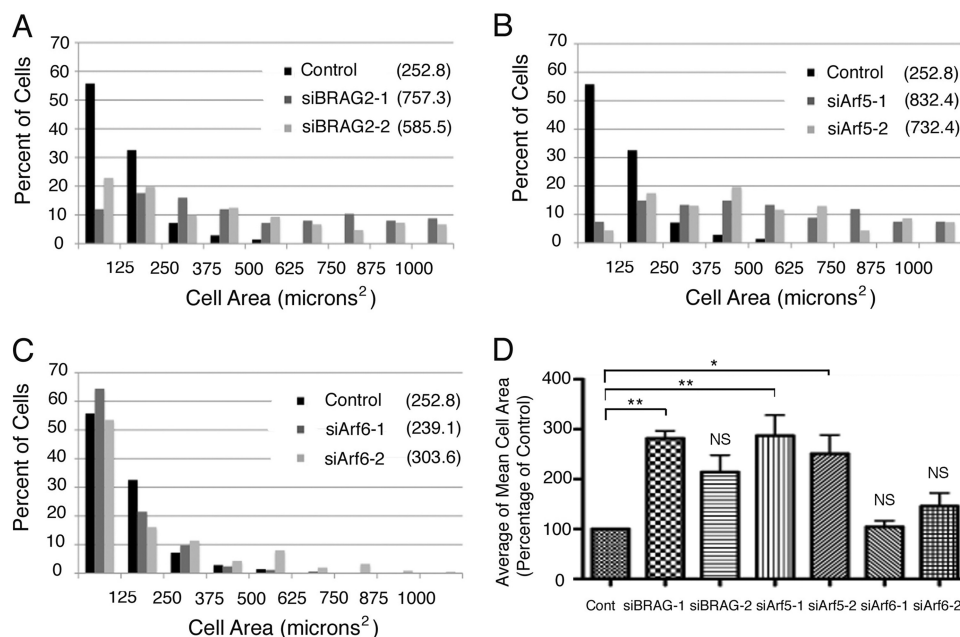 A
Percent of Cells
70
60
50
40
30
20
10
0
Control (252.8)
siBRAG2-1 (757.3)
siBRAG2-2 (585.5)
125 250 375 500 625 750 875 1000
Cell Area (microns²)
B
Percent of Cells
70
60
50
40
30
20
10
0
Control (252.8)
siArf5-1 (832.4)
siArf5-2 (732.4)
125 250 375 500 625 750 875 1000
Cell Area (microns²)
C
Percent of Cells
70
60
50
40
30
20
10
0
Control (252.8)
siArf6-1 (239.1)
siArf6-2 (303.6)
125 250 375 500 625 750 875 1000
Cell Area (microns²)
D
Average of Mean Cell Area
(Percentage of Control)
400
300
200
100
0
*
**
**
NS
NS
NS
Cont siBRAG-1 siBRAG-2 siArf5-1 siArf5-2 siArf6-1 siArf6-2